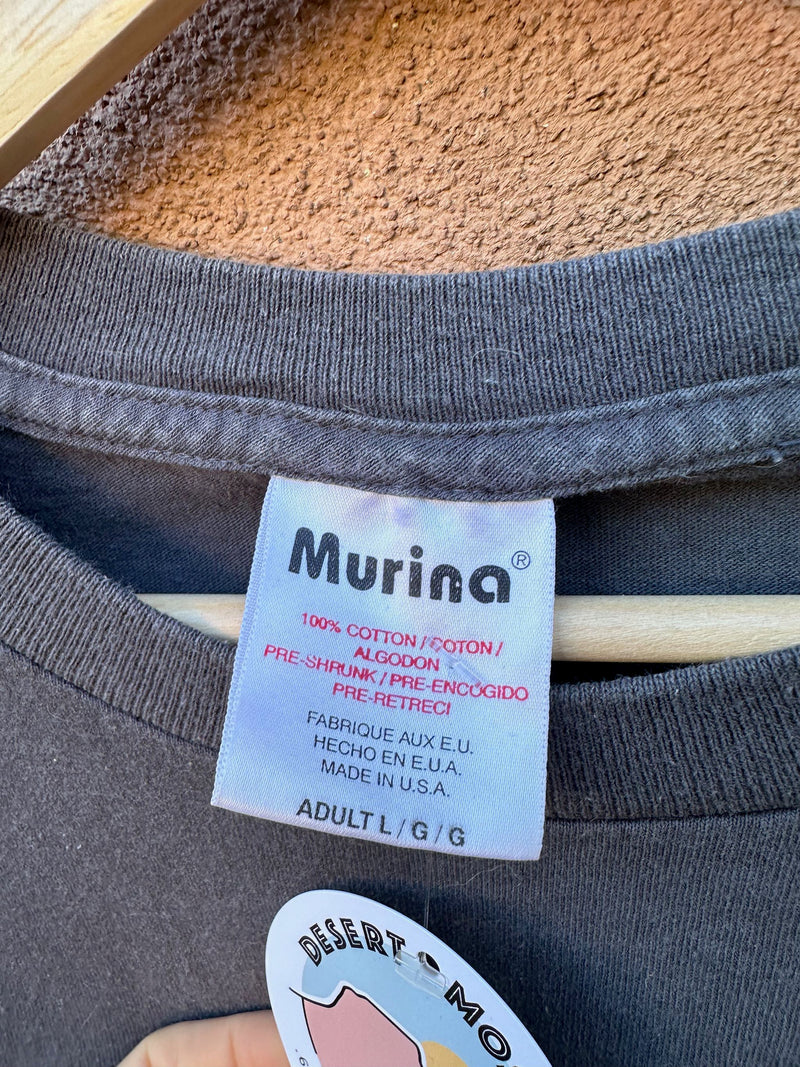 Murina®
100% COTTON / COTON /
ALGODON
PRE-SHRUNK / PRE-ENCOGIDO
PRE-RETRECI
FABRIQUE AUX E.U.
HECHO EN E.U.A.
MADE IN U.S.A.
ADULT L / G / G
DESERT • MO